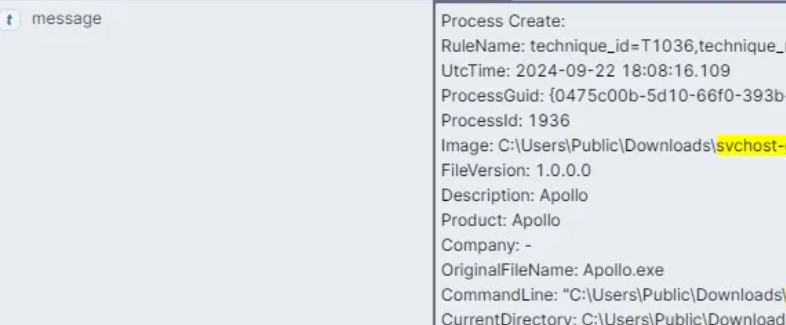 t message
Process Create:
RuleName: technique_id=T1036,technique_
UtcTime: 2024-09-22 18:08:16.109
ProcessGuid: {0475c00b-5d10-66f0-393b-
ProcessId: 1936
Image: C:\Users\Public\Downloads\svchost-
FileVersion: 1.0.0.0
Description: Apollo
Product: Apollo
Company: -
OriginalFileName: Apollo.exe
CommandLine: "C:\Users\Public\Downloads\
CurrentDirectory: C:\Users\Public\Download